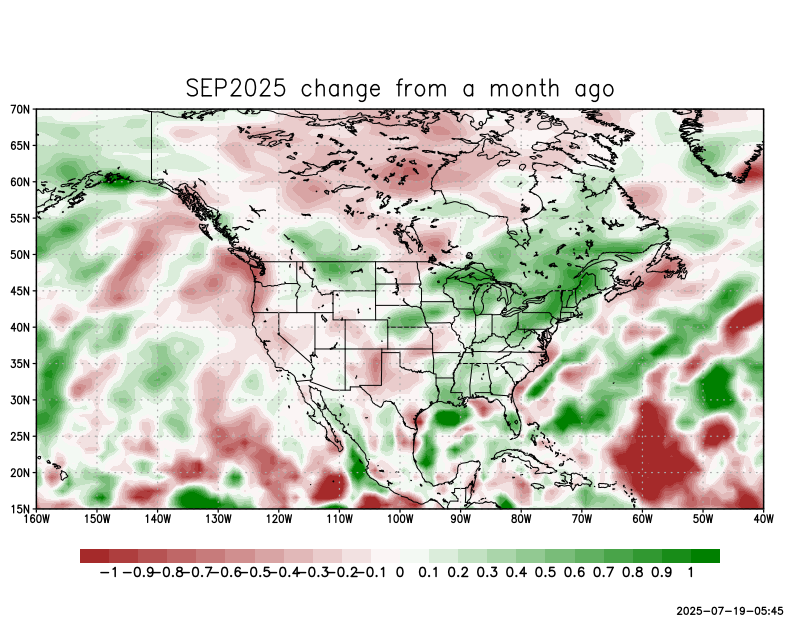 SEP2025 change from a month ago
70N
65N
60N
55N
50N
45N
40N
35N
30N
25N
20N
15N
160W 150W 140W 130W 120W 110W 100W 90W 80W 70W 60W 50W 40W
-1 -0.9 -0.8 -0.7 -0.6 -0.5 -0.4 -0.3 -0.2 -0.1 0 0.1 0.2 0.3 0.4 0.5 0.6 0.7 0.8 0.9 1
2025-07-19-05:45